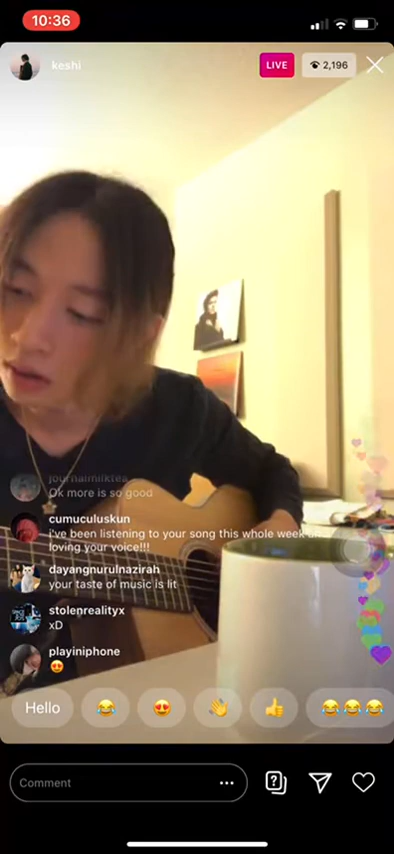 10:36
keshi
LIVE
2,196
journalmilktea
Ok more is so good
cumuculuskun
i've been listening to your song this whole week
loving your voice!!!
dayangnurulnazirah
your taste of music is lit
stolenrealityx
xD
playiniphone
😍
Hello 😂 😍 👋 👍 😂😂😂
Comment